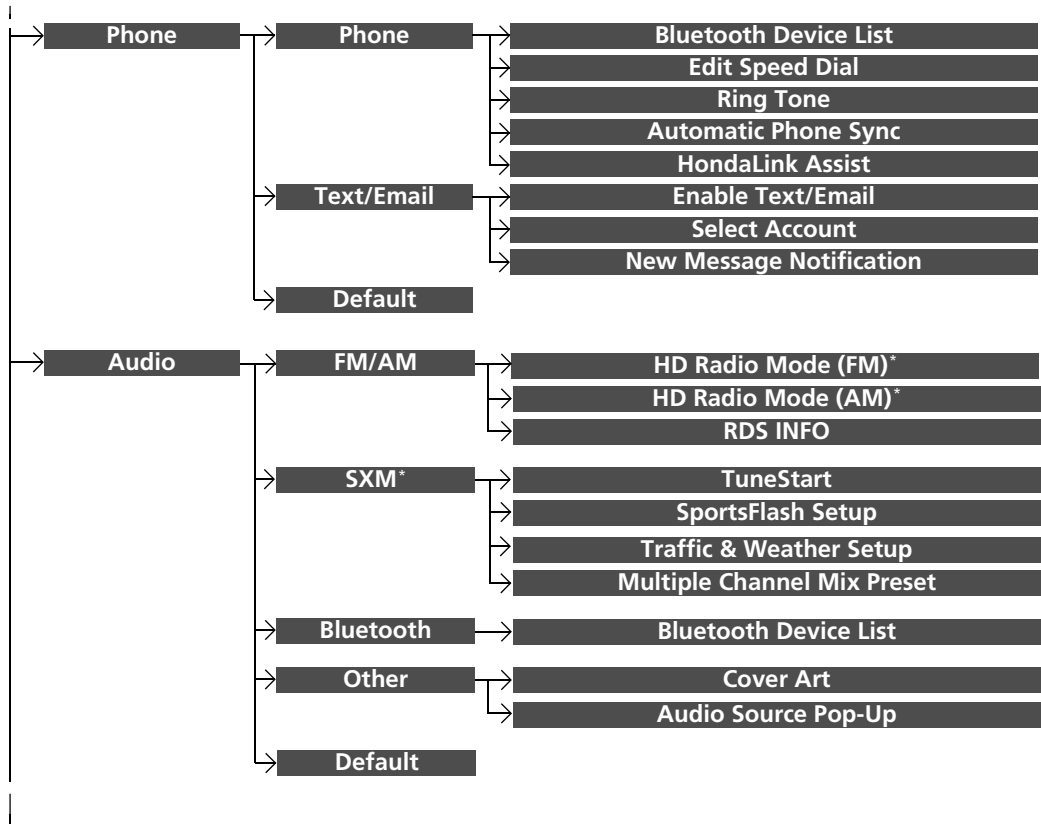 Phone
Phone
Bluetooth Device List
Edit Speed Dial
Ring Tone
Automatic Phone Sync
HondaLink Assist
Text/Email
Enable Text/Email
Select Account
New Message Notification
Default
Audio
FM/AM
HD Radio Mode (FM)*
HD Radio Mode (AM)*
RDS INFO
SXM*
TuneStart
SportsFlash Setup
Traffic & Weather Setup
Multiple Channel Mix Preset
Bluetooth
Bluetooth Device List
Other
Cover Art
Audio Source Pop-Up
Default